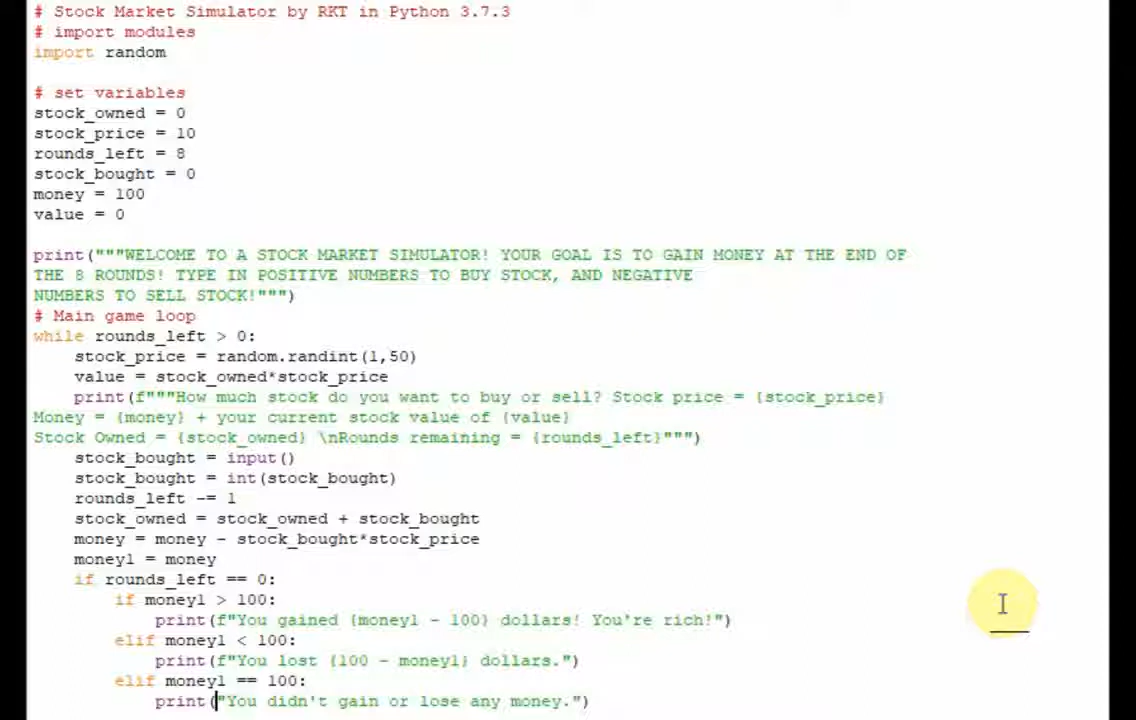 # Stock Market Simulator by RKT in Python 3.7.3
# import modules
import random
# set variables
stock_owned = 0
stock_price = 10
rounds_left = 8
stock_bought = 0
money = 100
value = 0
print("""WELCOME TO A STOCK MARKET SIMULATOR! YOUR GOAL IS TO GAIN MONEY AT THE END OF
THE 8 ROUNDS! TYPE IN POSITIVE NUMBERS TO BUY STOCK, AND NEGATIVE
NUMBERS TO SELL STOCK!""")
# Main game loop
while rounds_left > 0:
    stock_price = random.randint(1,50)
    value = stock_owned*stock_price
    print(f"""How much stock do you want to buy or sell? Stock price = {stock_price}
Money = {money} + your current stock value of {value}
Stock Owned = {stock_owned} \nRounds remaining = {rounds_left}""")
    stock_bought = input()
    stock_bought = int(stock_bought)
    rounds_left -= 1
    stock_owned = stock_owned + stock_bought
    money = money - stock_bought*stock_price
    money1 = money
    if rounds_left == 0:
        if money1 > 100:
            print(f"You gained {money1 - 100} dollars! You're rich!")
        elif money1 < 100:
            print(f"You lost {100 - money1} dollars.")
        elif money1 == 100:
            print("You didn't gain or lose any money.")